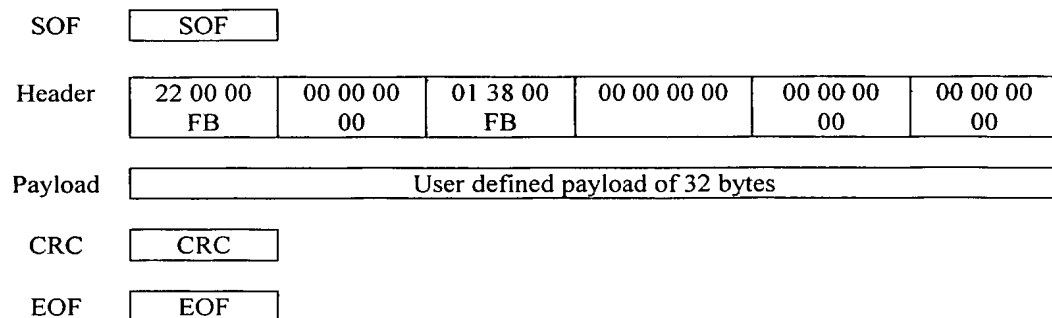 SOF SOF
Header 22 00 00 00 00 00 01 38 00 00 00 00 00 00 00 00 00 00 00
FB 00 FB 00 00
Payload User defined payload of 32 bytes
CRC CRC
EOF EOF